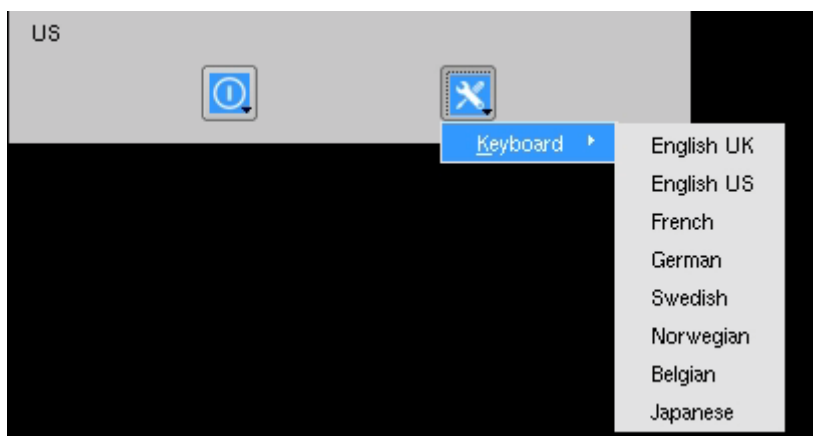 US
Keyboard
English UK
English US
French
German
Swedish
Norwegian
Belgian
Japanese